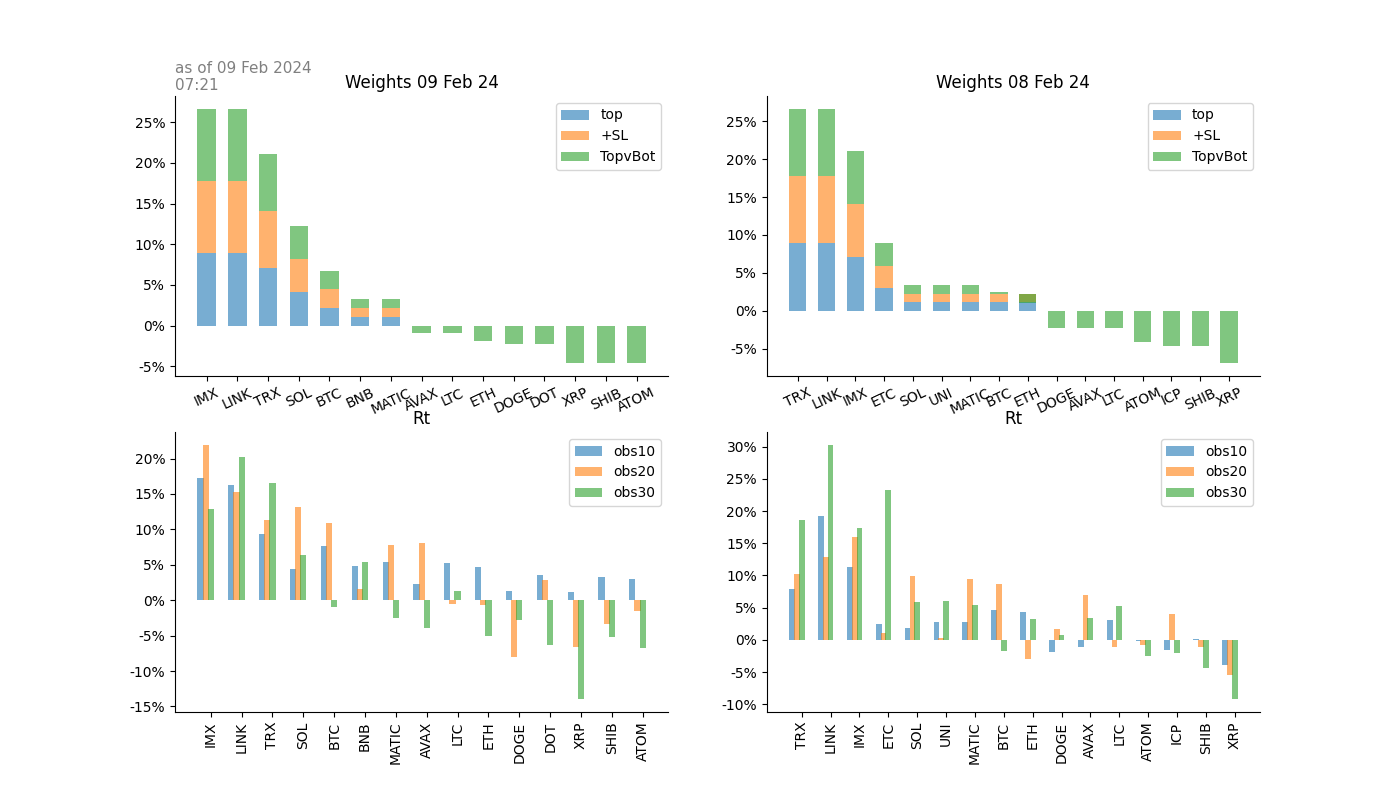 as of 09 Feb 2024
07:21
Weights 09 Feb 24
25%
20%
15%
10%
5%
0%
-5%
top
+SL
TopvBot
IMX LINK TRX SOL BTC BNB MATIC AVAX LTC ETH DOGE DOT XRP SHIB ATOM
Weights 08 Feb 24
25%
20%
15%
10%
5%
0%
-5%
top
+SL
TopvBot
TRX LINK IMX ETC SOL UNI MATIC BTC ETH DOGE AVAX LTC ATOM ICP SHIB XRP
Rt
20%
15%
10%
5%
0%
-5%
-10%
-15%
obs10
obs20
obs30
IMX LINK TRX SOL BTC BNB MATIC AVAX LTC ETH DOGE DOT XRP SHIB ATOM
Rt
30%
25%
20%
15%
10%
5%
0%
-5%
-10%
obs10
obs20
obs30
TRX LINK IMX ETC SOL UNI MATIC BTC ETH DOGE AVAX LTC ATOM ICP SHIB XRP